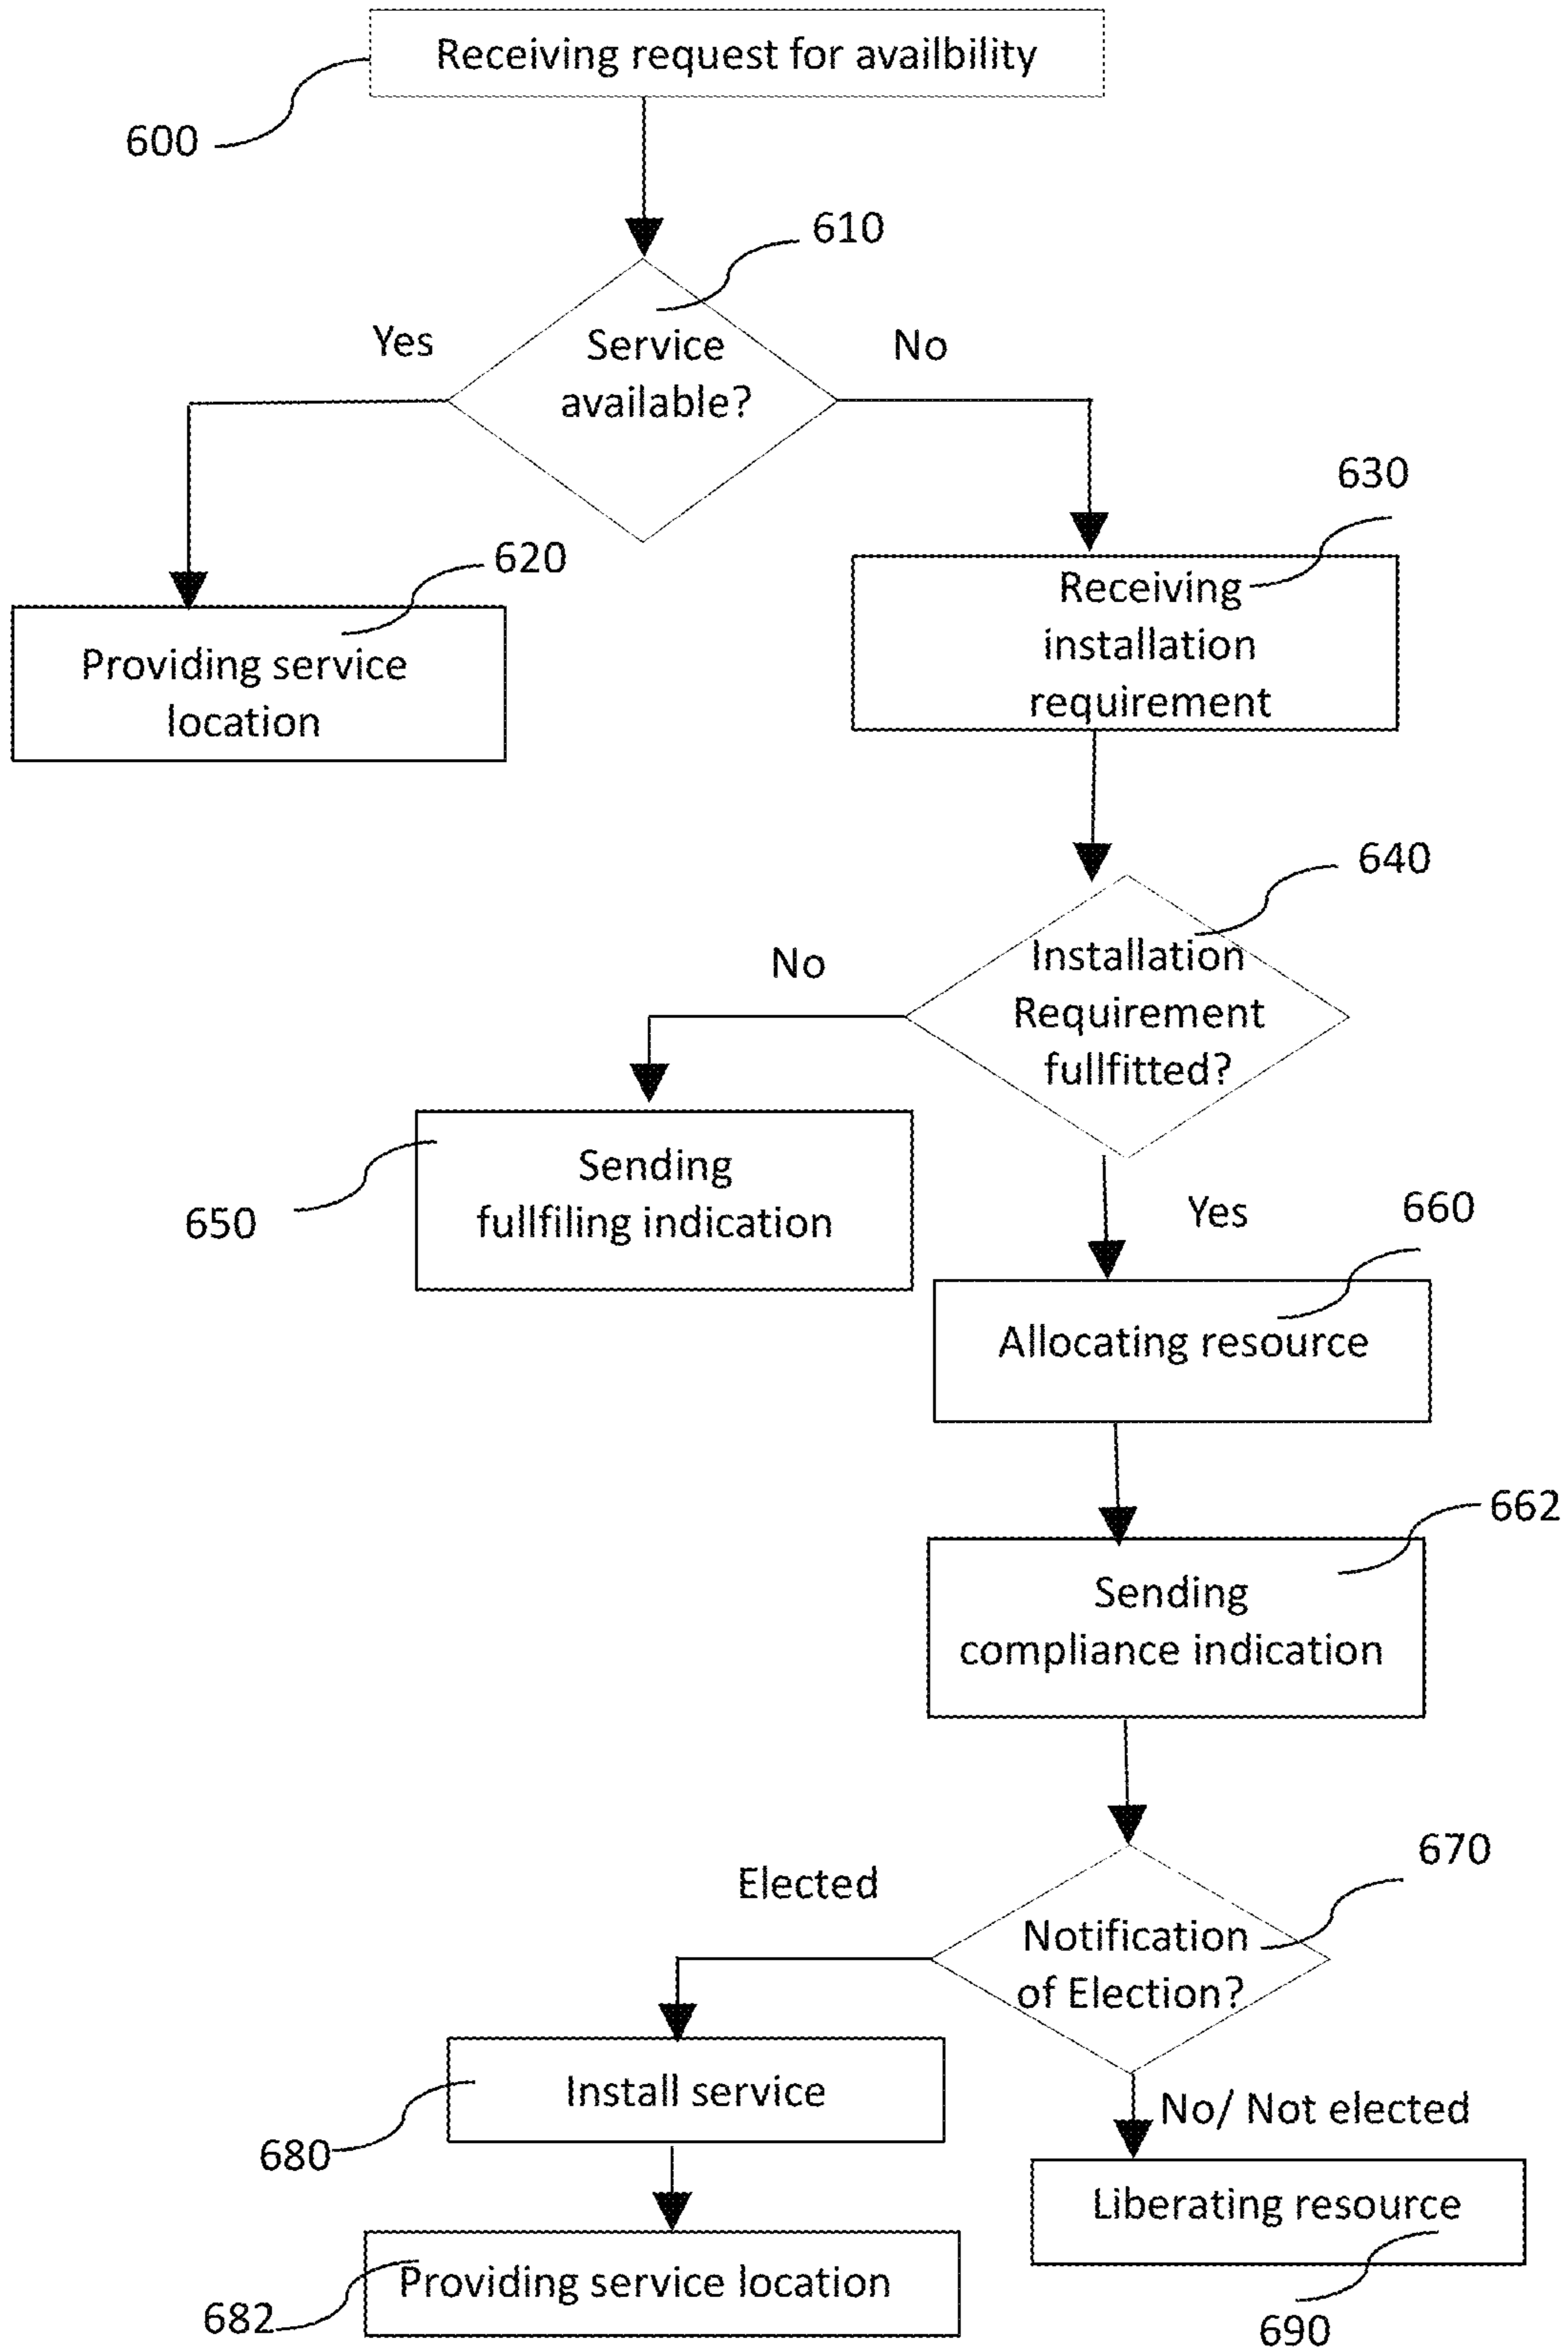 Receiving request for availbility
600
610
Yes
Service
available?
No
630
620
Providing service
location
Receiving
installation
requirement
640
No
Installation
Requirement
fullfitted?
650
Sending
fullfiling indication
Yes
660
Allocating resource
662
Sending
compliance indication
670
Elected
Notification
of Election?
680
Install service
No/ Not elected
Liberating resource
682
Providing service location
690